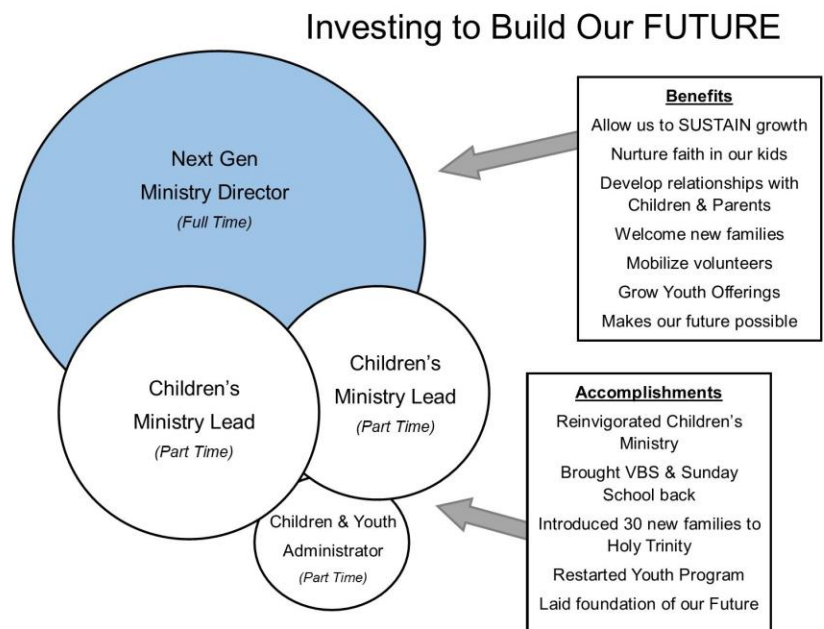 Investing to Build Our FUTURE
Next Gen
Ministry Director
(Full Time)
Children's
Ministry Lead
(Part Time)
Children's
Ministry Lead
(Part Time)
Children & Youth
Administrator
(Part Time)
Benefits
Allow us to SUSTAIN growth
Nurture faith in our kids
Develop relationships with
Children & Parents
Welcome new families
Mobilize volunteers
Grow Youth Offerings
Makes our future possible
Accomplishments
Reinvigorated Children's
Ministry
Brought VBS & Sunday
School back
Introduced 30 new families to
Holy Trinity
Restarted Youth Program
Laid foundation of our Future